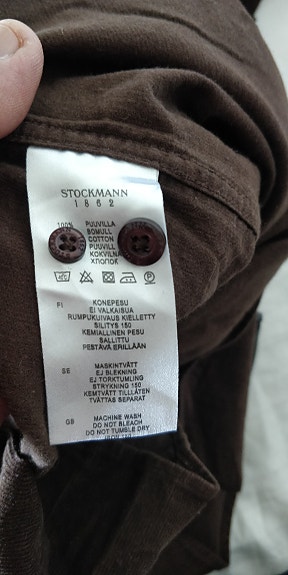 STOCKMANN
1862
100% PUUVILLA
BOMULL
COTTON
PUUVILL
KOKVILNA
ХЛОПОК
P
FI KONEPESU
EI VALKAISUA
RUMPUKUIVAUS KIELLETTY
SILITYS 150
KEMIALLINEN PESU
SALLITTU
PESTÄVÄ ERILLÄÄN
SE MASKINTVÄTT
EJ BLEKNING
EJ TORKTUMLING
STRYKNING 150
KEMTVÄTT TILLÅTEN
TVÄTTAS SEPARAT
GB MACHINE WASH
DO NOT BLEACH
DO NOT TUMBLE DRY